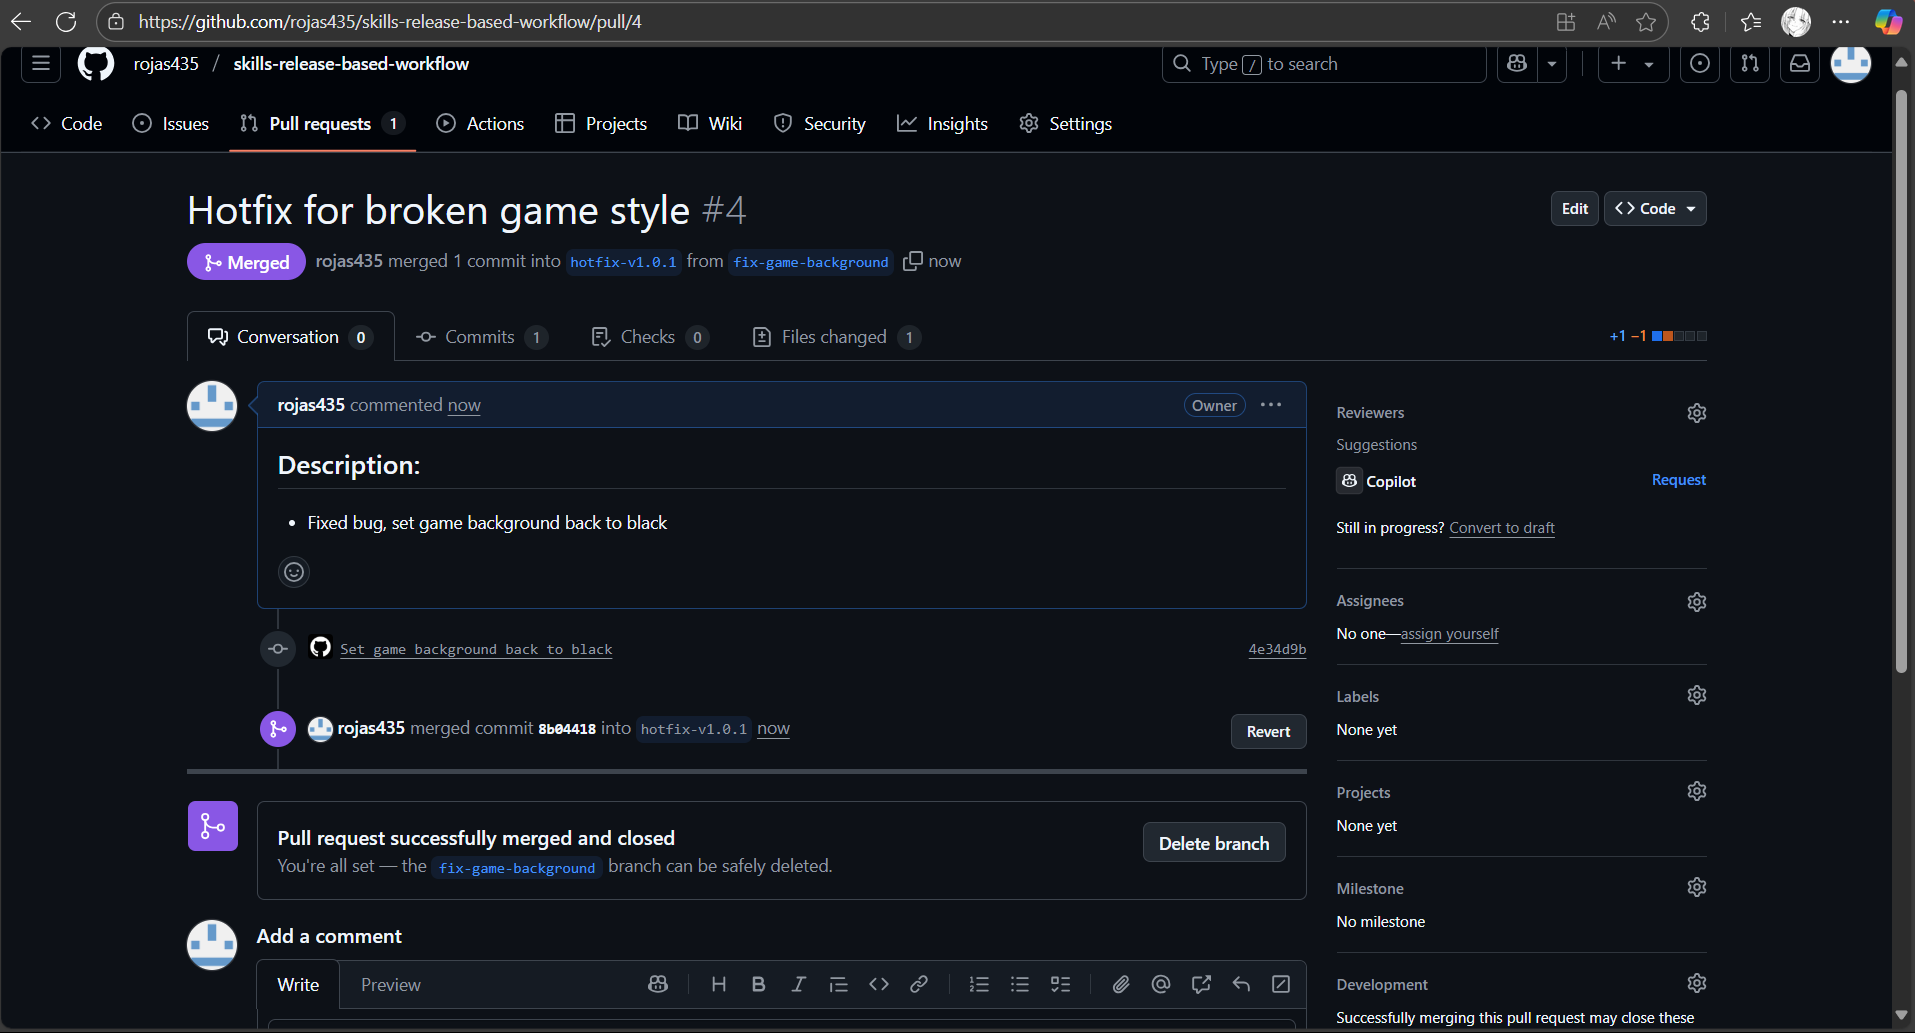 https://github.com/rojas435/skills-release-based-workflow/pull/4
rojas435 / skills-release-based-workflow
Type / to search
Code
Issues
Pull requests 1
Actions
Projects
Wiki
Security
Insights
Settings
Hotfix for broken game style #4
Edit
Code
Merged
rojas435 merged 1 commit into hotfix-v1.0.1 from fix-game-background now
Conversation 0
Commits 1
Checks 0
Files changed 1
+1 −1
rojas435 commented now
Owner
Description:
• Fixed bug, set game background back to black
Set game background back to black
4e34d9b
rojas435 merged commit 8b04418 into hotfix-v1.0.1 now
Revert
Pull request successfully merged and closed
You're all set — the fix-game-background branch can be safely deleted.
Delete branch
Add a comment
Write
Preview
Reviewers
Suggestions
Copilot
Request
Still in progress? Convert to draft
Assignees
No one—assign yourself
Labels
None yet
Projects
None yet
Milestone
No milestone
Development
Successfully merging this pull request may close these